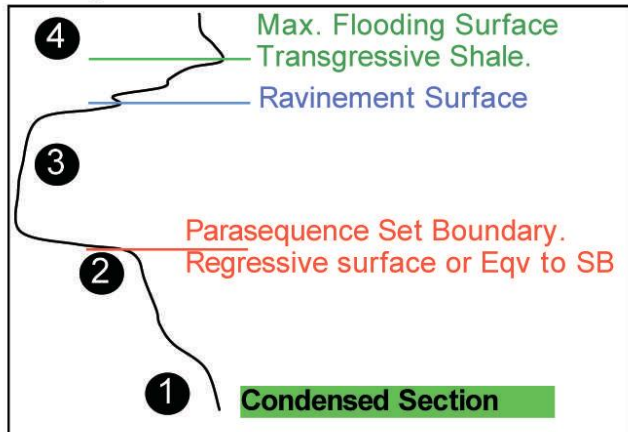 4
Max. Flooding Surface
Transgressive Shale.
Ravinement Surface
3
Parasequence Set Boundary.
2
Regressive surface or Eqv to SB
1
Condensed Section